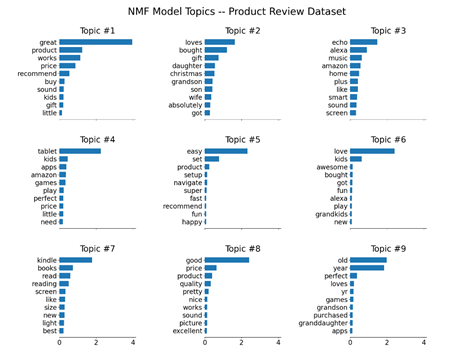 NMF Model Topics -- Product Review Dataset
Topic #1
great
product
works
price
recommend
buy
sound
kids
gift
little
Topic #2
loves
bought
gift
daughter
christmas
grandson
son
wife
absolutely
got
Topic #3
echo
alexa
music
amazon
home
plus
like
smart
sound
screen
Topic #4
tablet
kids
apps
amazon
games
play
perfect
price
little
need
Topic #5
easy
set
product
setup
navigate
super
fast
recommend
fun
happy
Topic #6
love
kids
awesome
bought
got
fun
alexa
play
grandkids
new
Topic #7
kindle
books
read
reading
screen
like
size
new
light
best
0 2 4
Topic #8
good
price
product
quality
pretty
nice
works
sound
picture
excellent
0 2 4
Topic #9
old
year
perfect
loves
yr
games
grandson
purchased
granddaughter
apps
0 2 4